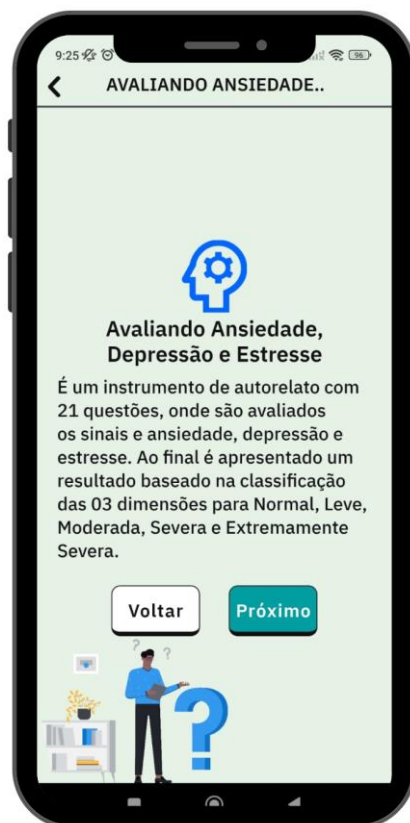 9:25
96
AVALIANDO ANSIEDADE..
Avaliando Ansiedade,
Depressão e Estresse
É um instrumento de autorelato com
21 questões, onde são avaliados
os sinais e ansiedade, depressão e
estresse. Ao final é apresentado um
resultado baseado na classificação
das 03 dimensões para Normal, Leve,
Moderada, Severa e Extremamente
Severa.
Voltar Próximo
? ?
?